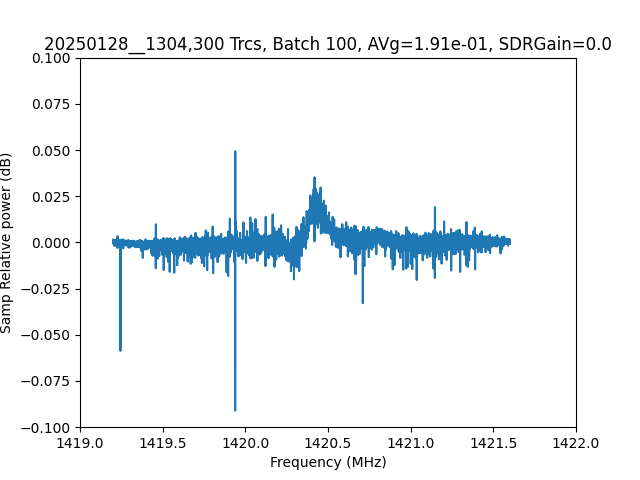 20250128__1304,300 Trcs, Batch 100, AVg=1.91e-01, SDRGain=0.0
0.100
0.075
0.050
0.025
0.000
−0.025
−0.050
−0.075
−0.100
Samp Relative power (dB)
1419.0 1419.5 1420.0 1420.5 1421.0 1421.5 1422.0
Frequency (MHz)